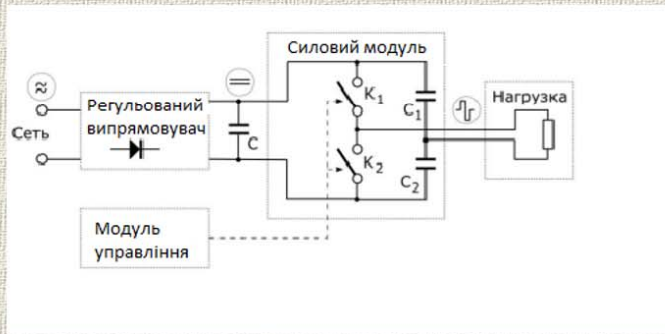 Силовий модуль
Регульований
випрямовувач
Сеть
C
K1
K2
C1
C2
Нагрузка
Модуль
управління